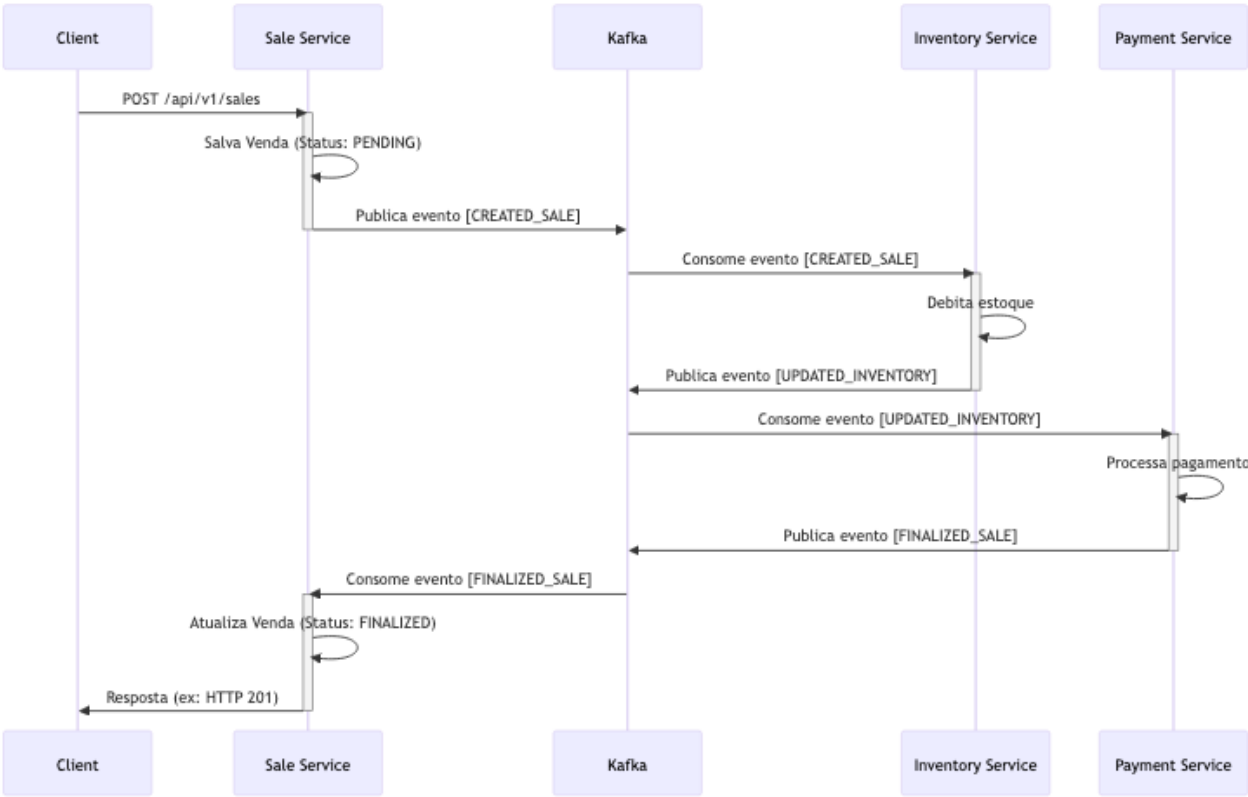 Client
Sale Service
Kafka
Inventory Service
Payment Service
POST /api/v1/sales
Salva Venda (Status: PENDING)
Publica evento [CREATED_SALE]
Consome evento [CREATED_SALE]
Debita estoque
Publica evento [UPDATED_INVENTORY]
Consome evento [UPDATED_INVENTORY]
Processa pagamento
Publica evento [FINALIZED_SALE]
Consome evento [FINALIZED_SALE]
Atualiza Venda (Status: FINALIZED)
Resposta (ex: HTTP 201)
Client
Sale Service
Kafka
Inventory Service
Payment Service